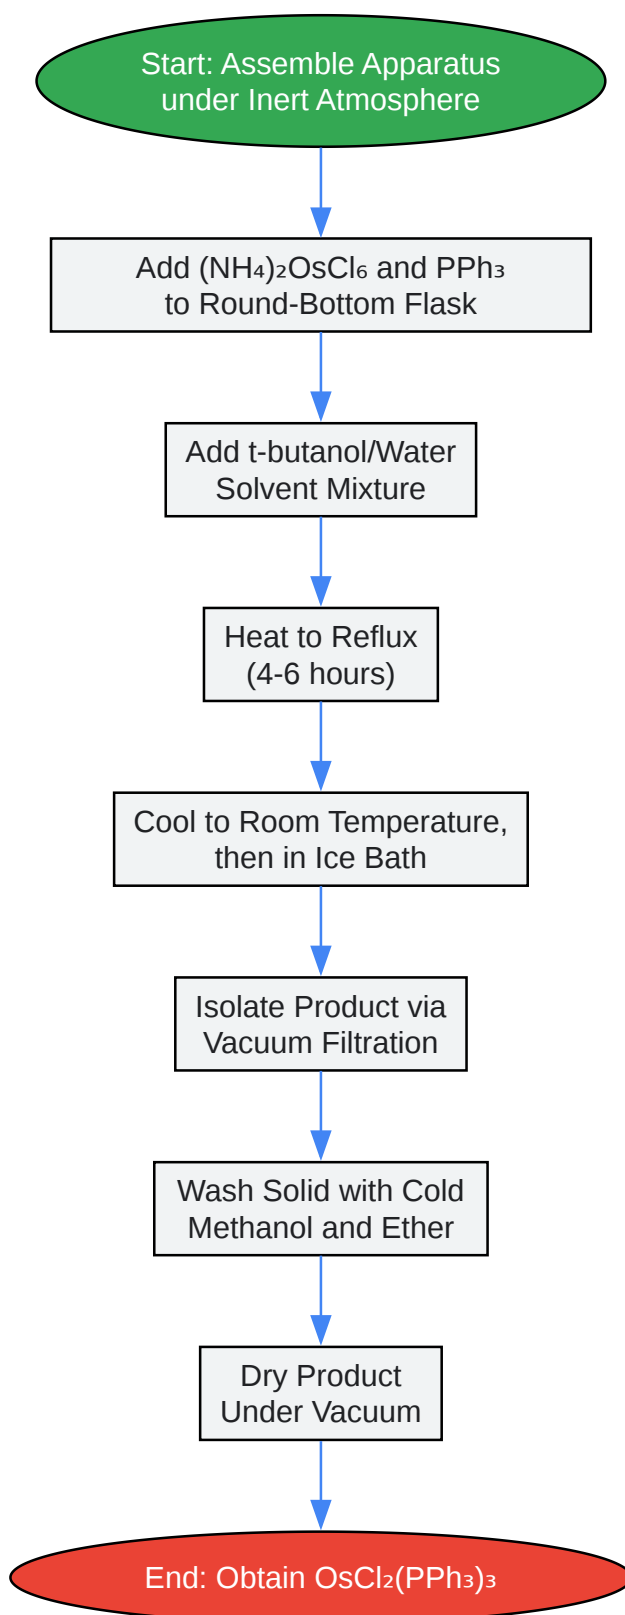 Start: Assemble Apparatus
under Inert Atmosphere
Add (NH₄)₂OsCl₆ and PPh₃
to Round-Bottom Flask
Add t-butanol/Water
Solvent Mixture
Heat to Reflux
(4-6 hours)
Cool to Room Temperature,
then in Ice Bath
Isolate Product via
Vacuum Filtration
Wash Solid with Cold
Methanol and Ether
Dry Product
Under Vacuum
End: Obtain OsCl₂(PPh₃)₃